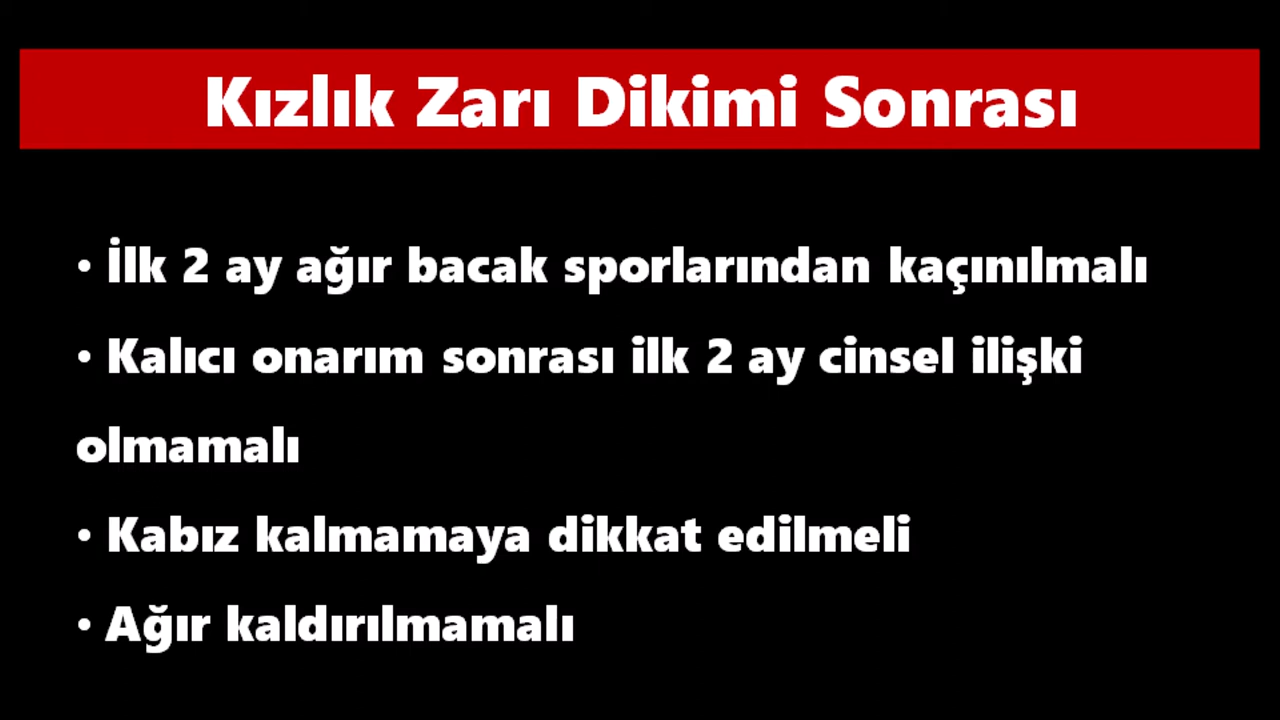 Kızlık Zarı Dikimi Sonrası
• İlk 2 ay ağır bacak sporlarından kaçınılmalı
• Kalıcı onarım sonrası ilk 2 ay cinsel ilişki
olmamalı
• Kabız kalmamaya dikkat edilmeli
• Ağır kaldırılmamalı